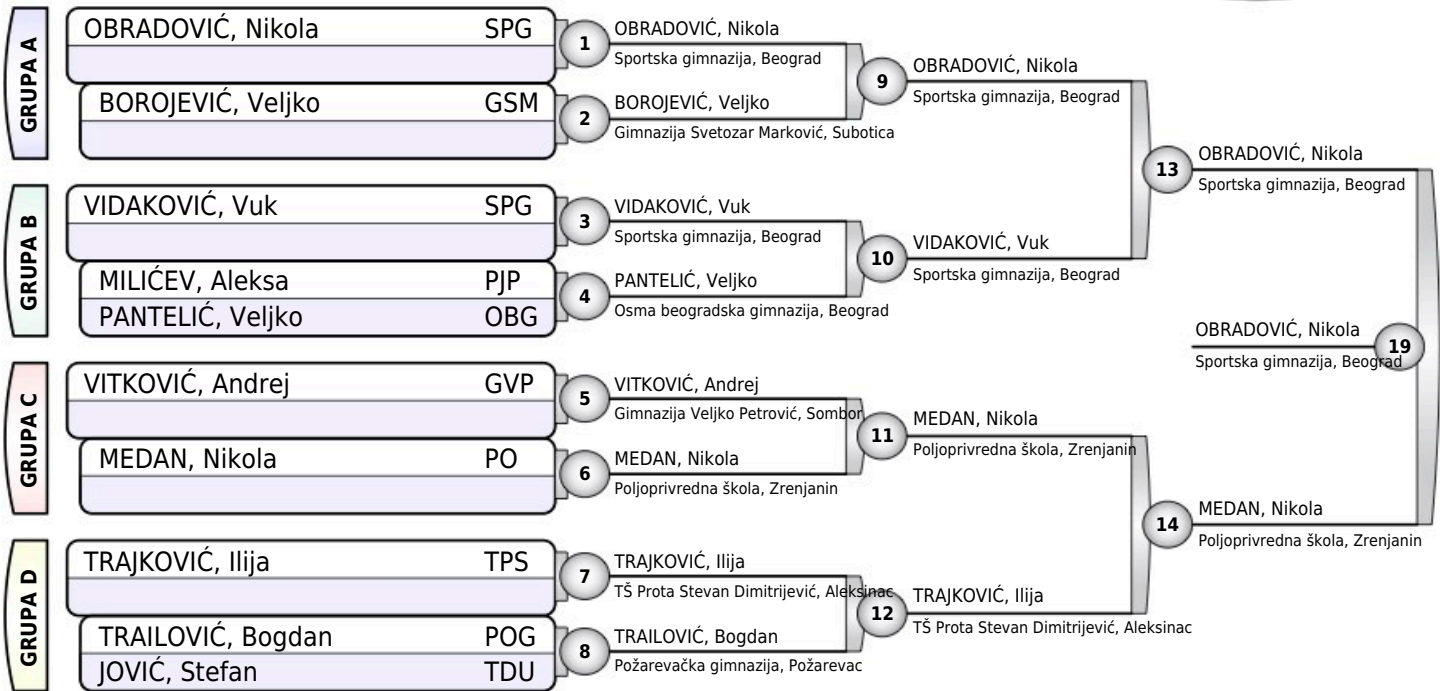 GRUPA A
OBRADOVIĆ, Nikola SPG
BOROJEVIĆ, Veljko GSM
GRUPA B
VIDAKOVIĆ, Vuk SPG
MILIĆEV, Aleksa PJP
PANTELIĆ, Veljko OBG
GRUPA C
VITKOVIĆ, Andrej GVP
MEDAN, Nikola PO
GRUPA D
TRAJKOVIĆ, Ilija TPS
TRAILOVIĆ, Bogdan POG
JOVIĆ, Stefan TDU
1
OBRADOVIĆ, Nikola
Sportska gimnazija, Beograd
2
BOROJEVIĆ, Veljko
Gimnazija Svetozar Marković, Subotica
3
VIDAKOVIĆ, Vuk
Sportska gimnazija, Beograd
4
PANTELIĆ, Veljko
Osma beogradska gimnazija, Beograd
5
VITKOVIĆ, Andrej
Gimnazija Veljko Petrović, Sombor
6
MEDAN, Nikola
Poljoprivredna škola, Zrenjanin
7
TRAJKOVIĆ, Ilija
TŠ Prota Stevan Dimitrijević, Aleksinac
8
TRAILOVIĆ, Bogdan
Požarevačka gimnazija, Požarevac
9
OBRADOVIĆ, Nikola
Sportska gimnazija, Beograd
10
VIDAKOVIĆ, Vuk
Sportska gimnazija, Beograd
11
MEDAN, Nikola
Poljoprivredna škola, Zrenjanin
12
TRAJKOVIĆ, Ilija
TŠ Prota Stevan Dimitrijević, Aleksinac
13
OBRADOVIĆ, Nikola
Sportska gimnazija, Beograd
14
MEDAN, Nikola
Poljoprivredna škola, Zrenjanin
OBRADOVIĆ, Nikola
19
Sportska gimnazija, Beograd